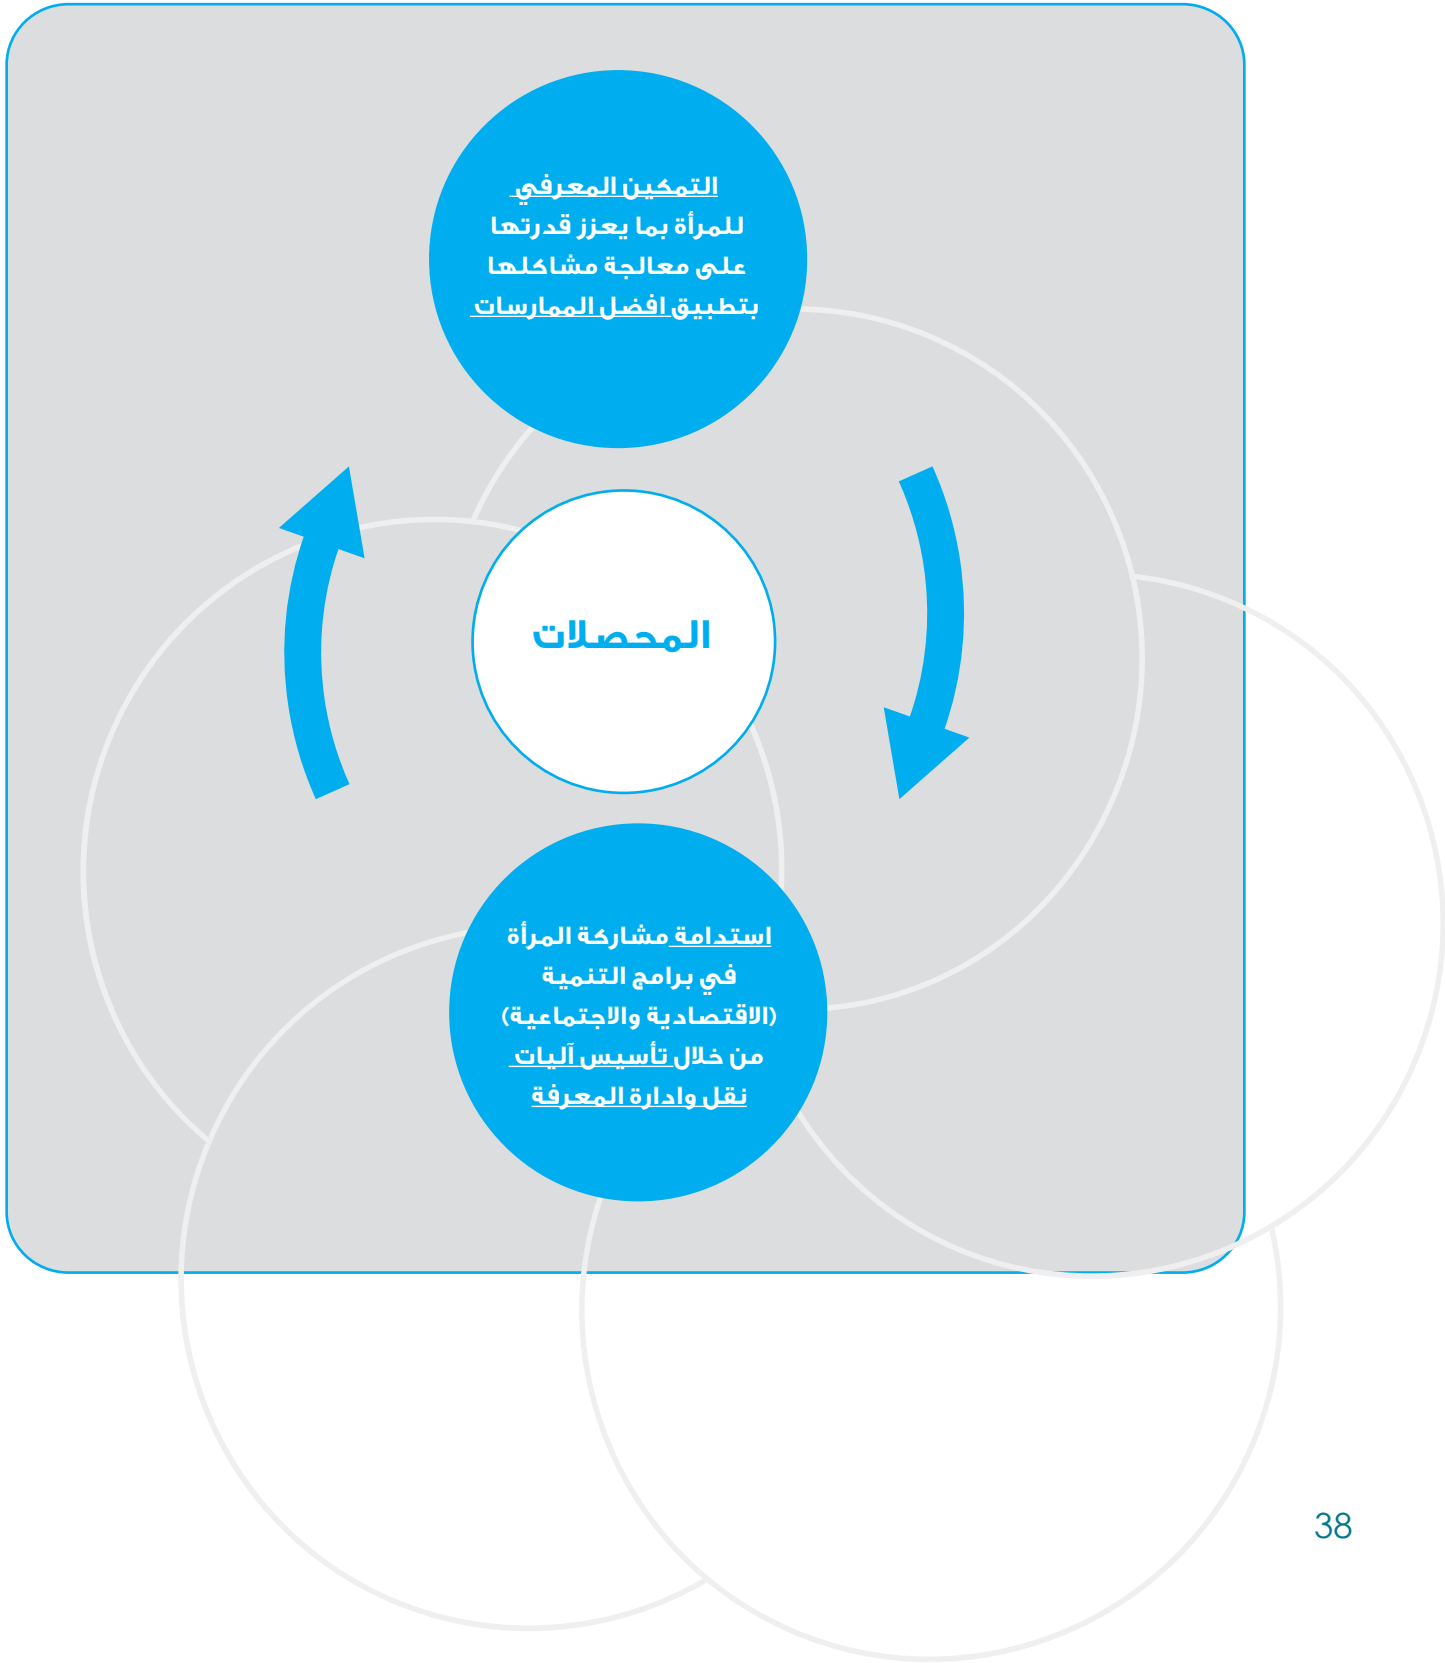 التمكين المعرفي
للمرأة بما يعزز قدرتها
على معالجة مشاكلها
بتطبيق افضل الممارسات
المحصلات
استدامة مشاركة المرأة
في برامج التنمية
(الاقتصادية والاجتماعية)
من خلال تأسيس آليات
نقل وادارة المعرفة
38